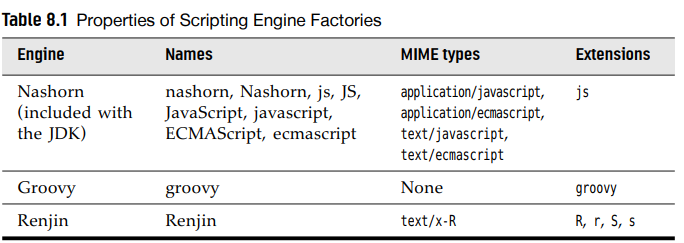 Table 8.1 Properties of Scripting Engine Factories
Engine Names MIME types Extensions
Nashorn nashorn, Nashorn, js, JS, application/javascript, js
(included with JavaScript, javascript, application/ecmascript,
the JDK) ECMAScript, ecmascript text/javascript,
text/ecmascript
Groovy groovy None groovy
Renjin Renjin text/x-R R, r, S, s